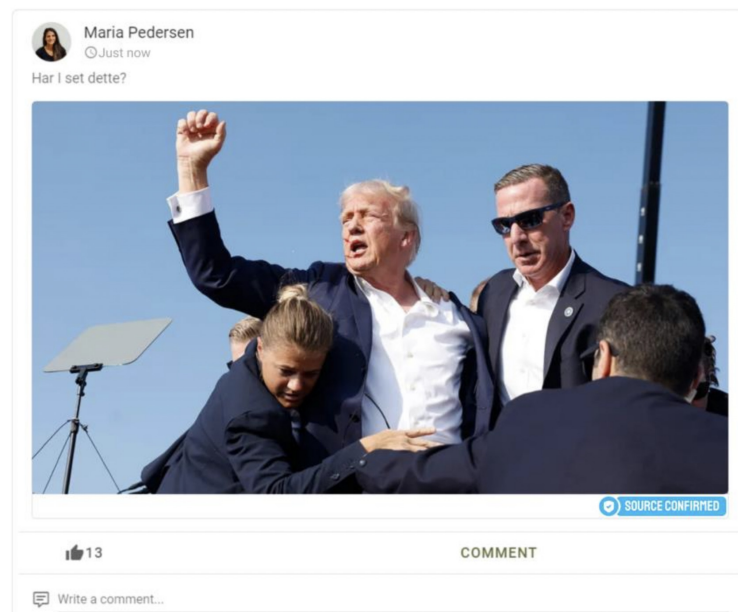 Maria Pedersen
Just now
Har I set dette?
SOURCE CONFIRMED
13
COMMENT
Write a comment...